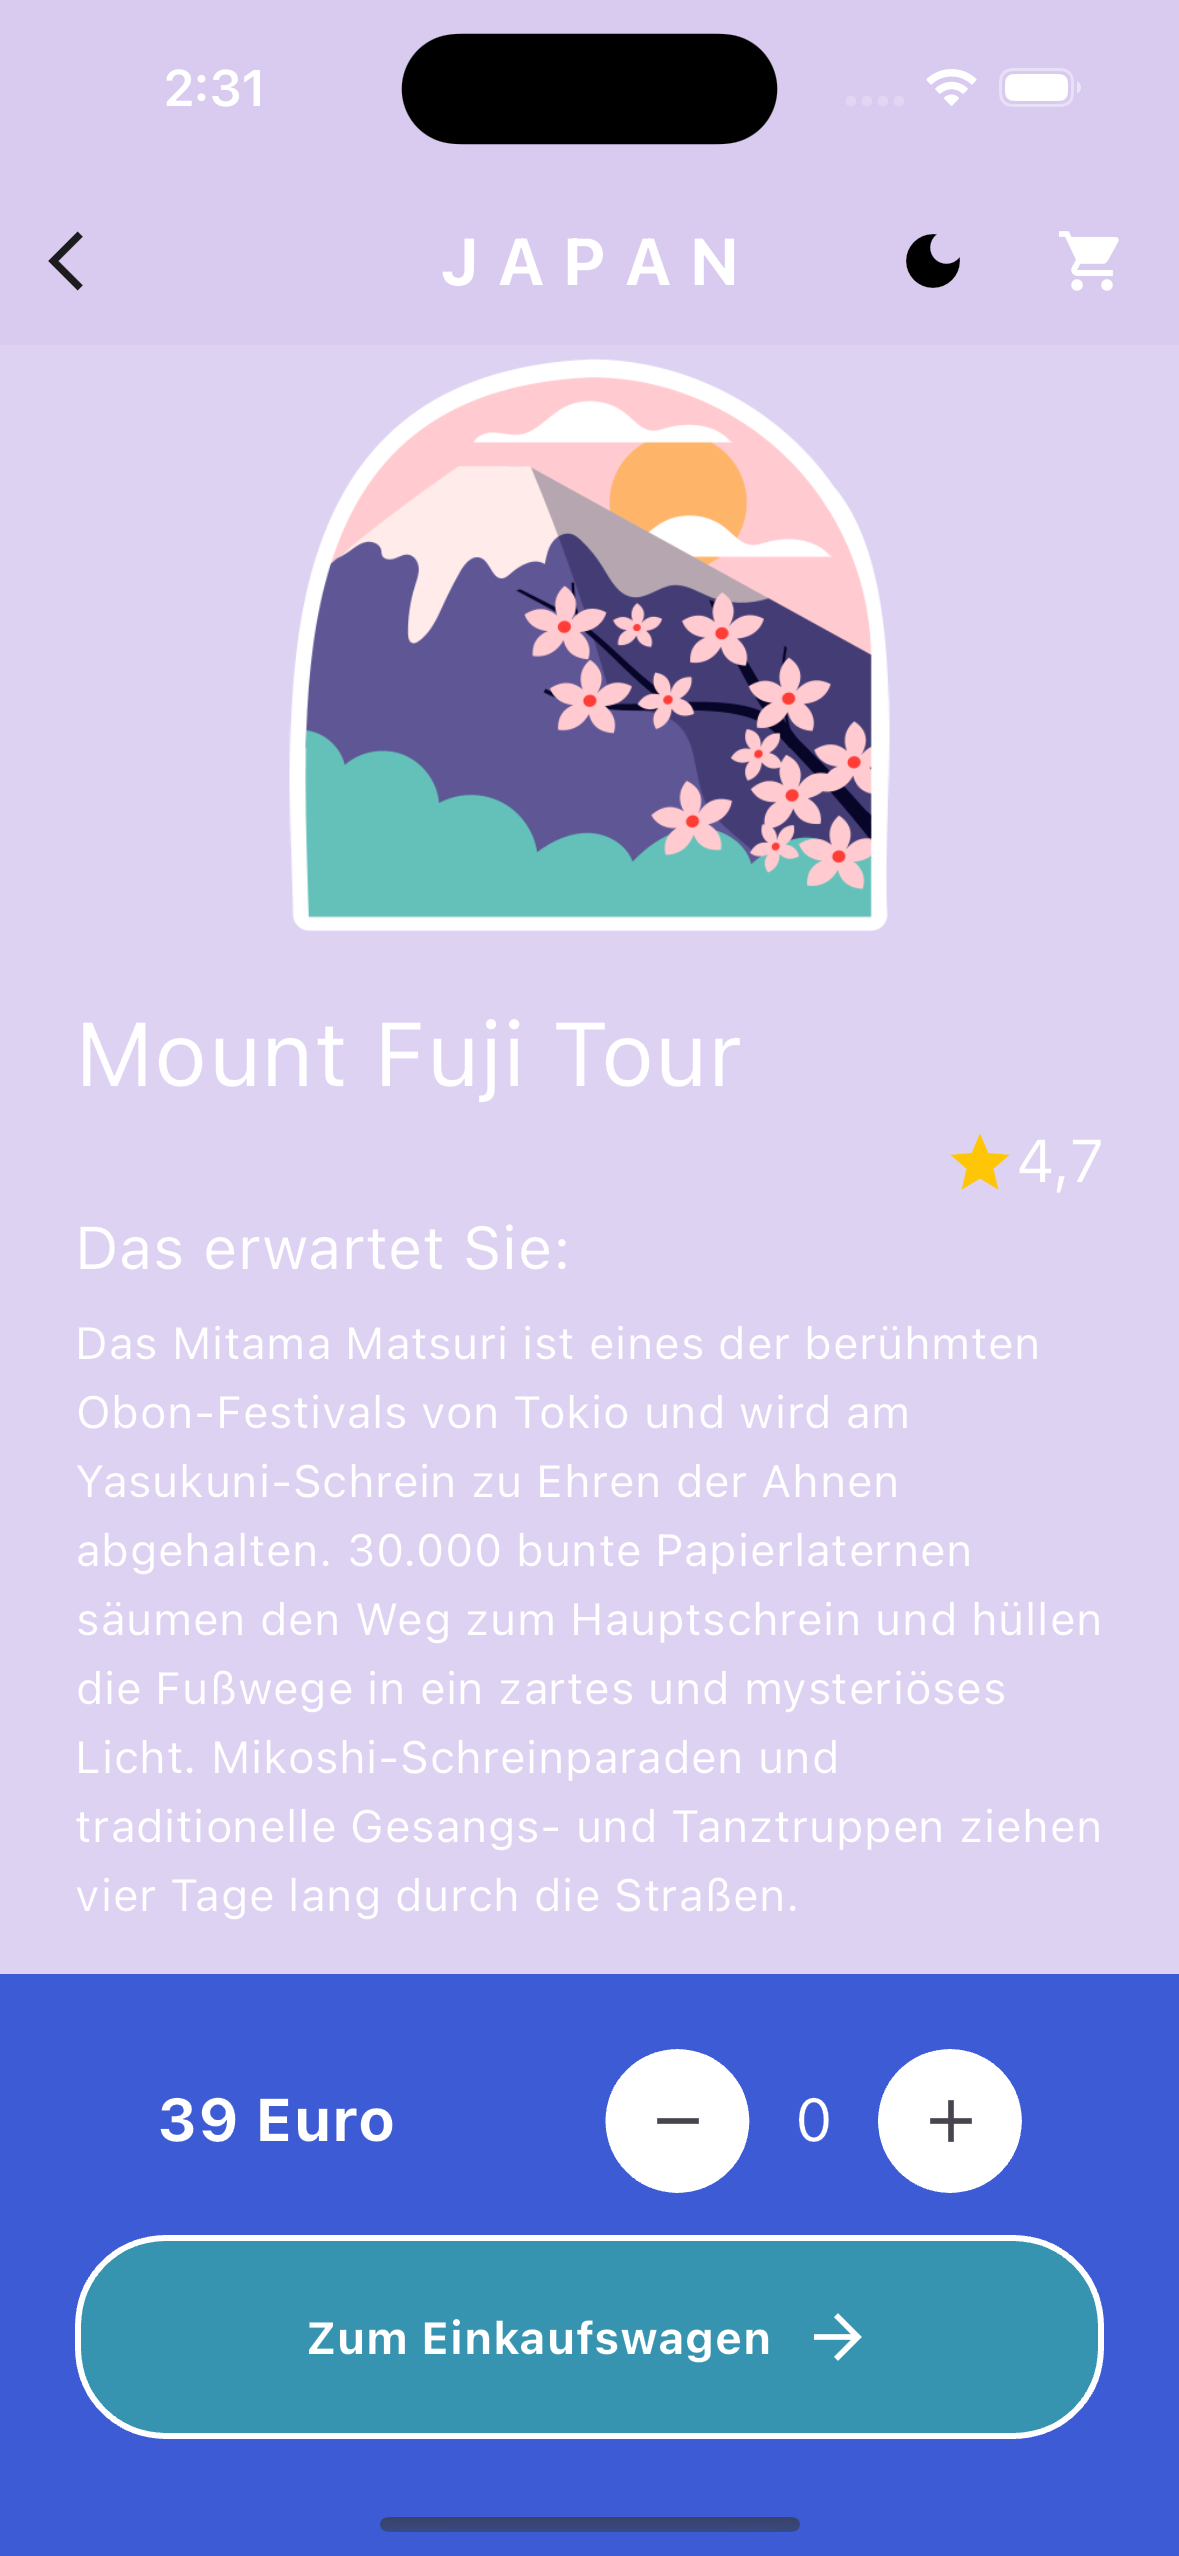 2:31
JAPAN
Mount Fuji Tour
4,7
Das erwartet Sie:
Das Mitama Matsuri ist eines der berühmten
Obon-Festivals von Tokio und wird am
Yasukuni-Schrein zu Ehren der Ahnen
abgehalten. 30.000 bunte Papierlaternen
säumen den Weg zum Hauptschrein und hüllen
die Fußwege in ein zartes und mysteriöses
Licht. Mikoshi-Schreinparaden und
traditionelle Gesangs- und Tanztruppen ziehen
vier Tage lang durch die Straßen.
39 Euro
0
Zum Einkaufswagen